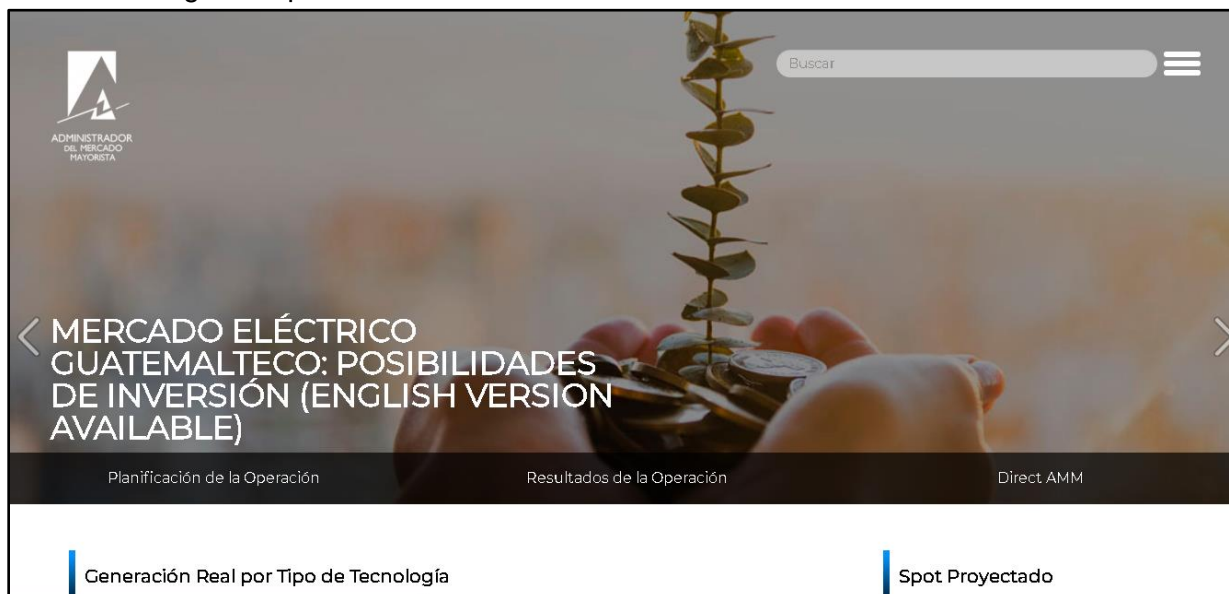 Buscar
ADMINISTRADOR
DEL MERCADO
MAYORISTA
MERCADO ELÉCTRICO
GUATEMALTECO: POSIBILIDADES
DE INVERSIÓN (ENGLISH VERSION
AVAILABLE)
Planificación de la Operación
Resultados de la Operación
Direct AMM
Generación Real por Tipo de Tecnología
Spot Proyectado